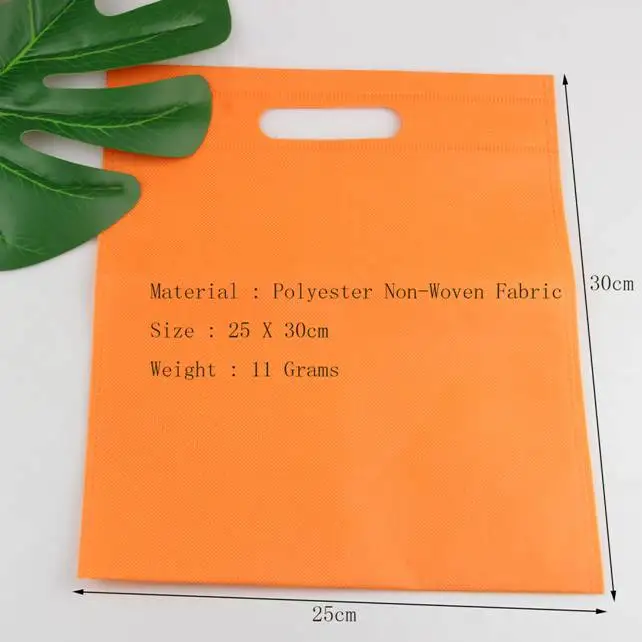 Material : Polyester Non-Woven Fabric
30cm
Size : 25 X 30cm
Weight : 11 Grams
25cm